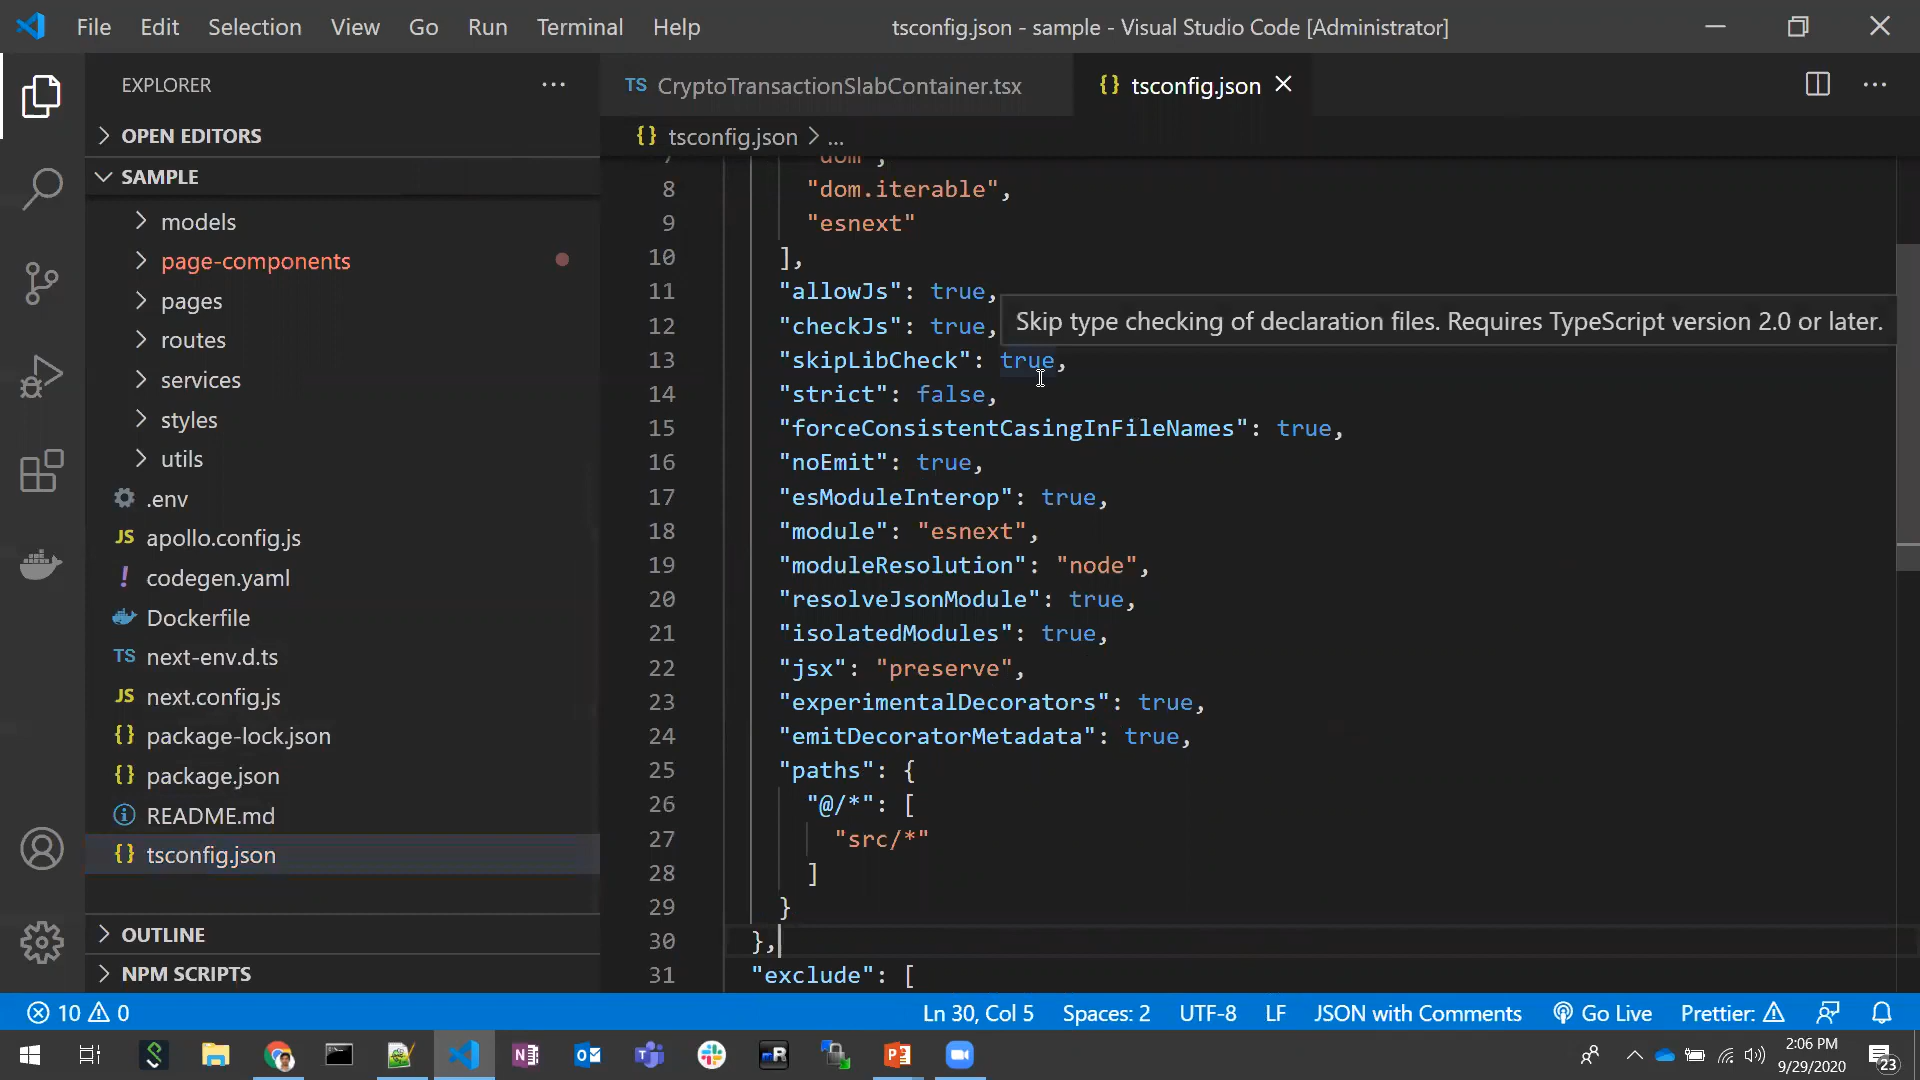 File Edit Selection View Go Run Terminal Help tsconfig.json - sample - Visual Studio Code [Administrator]
EXPLORER
OPEN EDITORS
SAMPLE
models
page-components
pages
routes
services
styles
utils
.env
JS apollo.config.js
! codegen.yaml
Dockerfile
TS next-env.d.ts
JS next.config.js
{} package-lock.json
{} package.json
README.md
{} tsconfig.json
OUTLINE
NPM SCRIPTS
TS CryptoTransactionSlabContainer.tsx {} tsconfig.json
{} tsconfig.json > ...
7 "dom",
8 "dom.iterable",
9 "esnext"
10 ],
11 "allowJs": true,
12 "checkJs": true,
Skip type checking of declaration files. Requires TypeScript version 2.0 or later.
13 "skipLibCheck": true,
14 "strict": false,
15 "forceConsistentCasingInFileNames": true,
16 "noEmit": true,
17 "esModuleInterop": true,
18 "module": "esnext",
19 "moduleResolution": "node",
20 "resolveJsonModule": true,
21 "isolatedModules": true,
22 "jsx": "preserve",
23 "experimentalDecorators": true,
24 "emitDecoratorMetadata": true,
25 "paths": {
26 "@/*": [
27 "src/*"
28 ]
29 }
30 },
31 "exclude": [
10 0 Ln 30, Col 5 Spaces: 2 UTF-8 LF JSON with Comments Go Live Prettier:
2:06 PM
9/29/2020
23